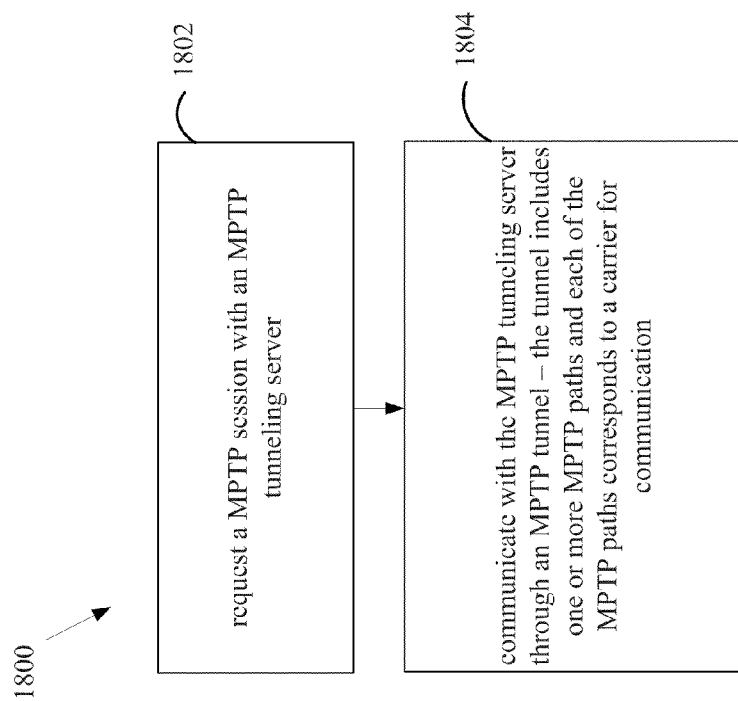 1800
1802
request a MPTP session with an MPTP
tunneling server
1804
communicate with the MPTP tunneling server
through an MPTP tunnel – the tunnel includes
one or more MPTP paths and each of the
MPTP paths corresponds to a carrier for
communication